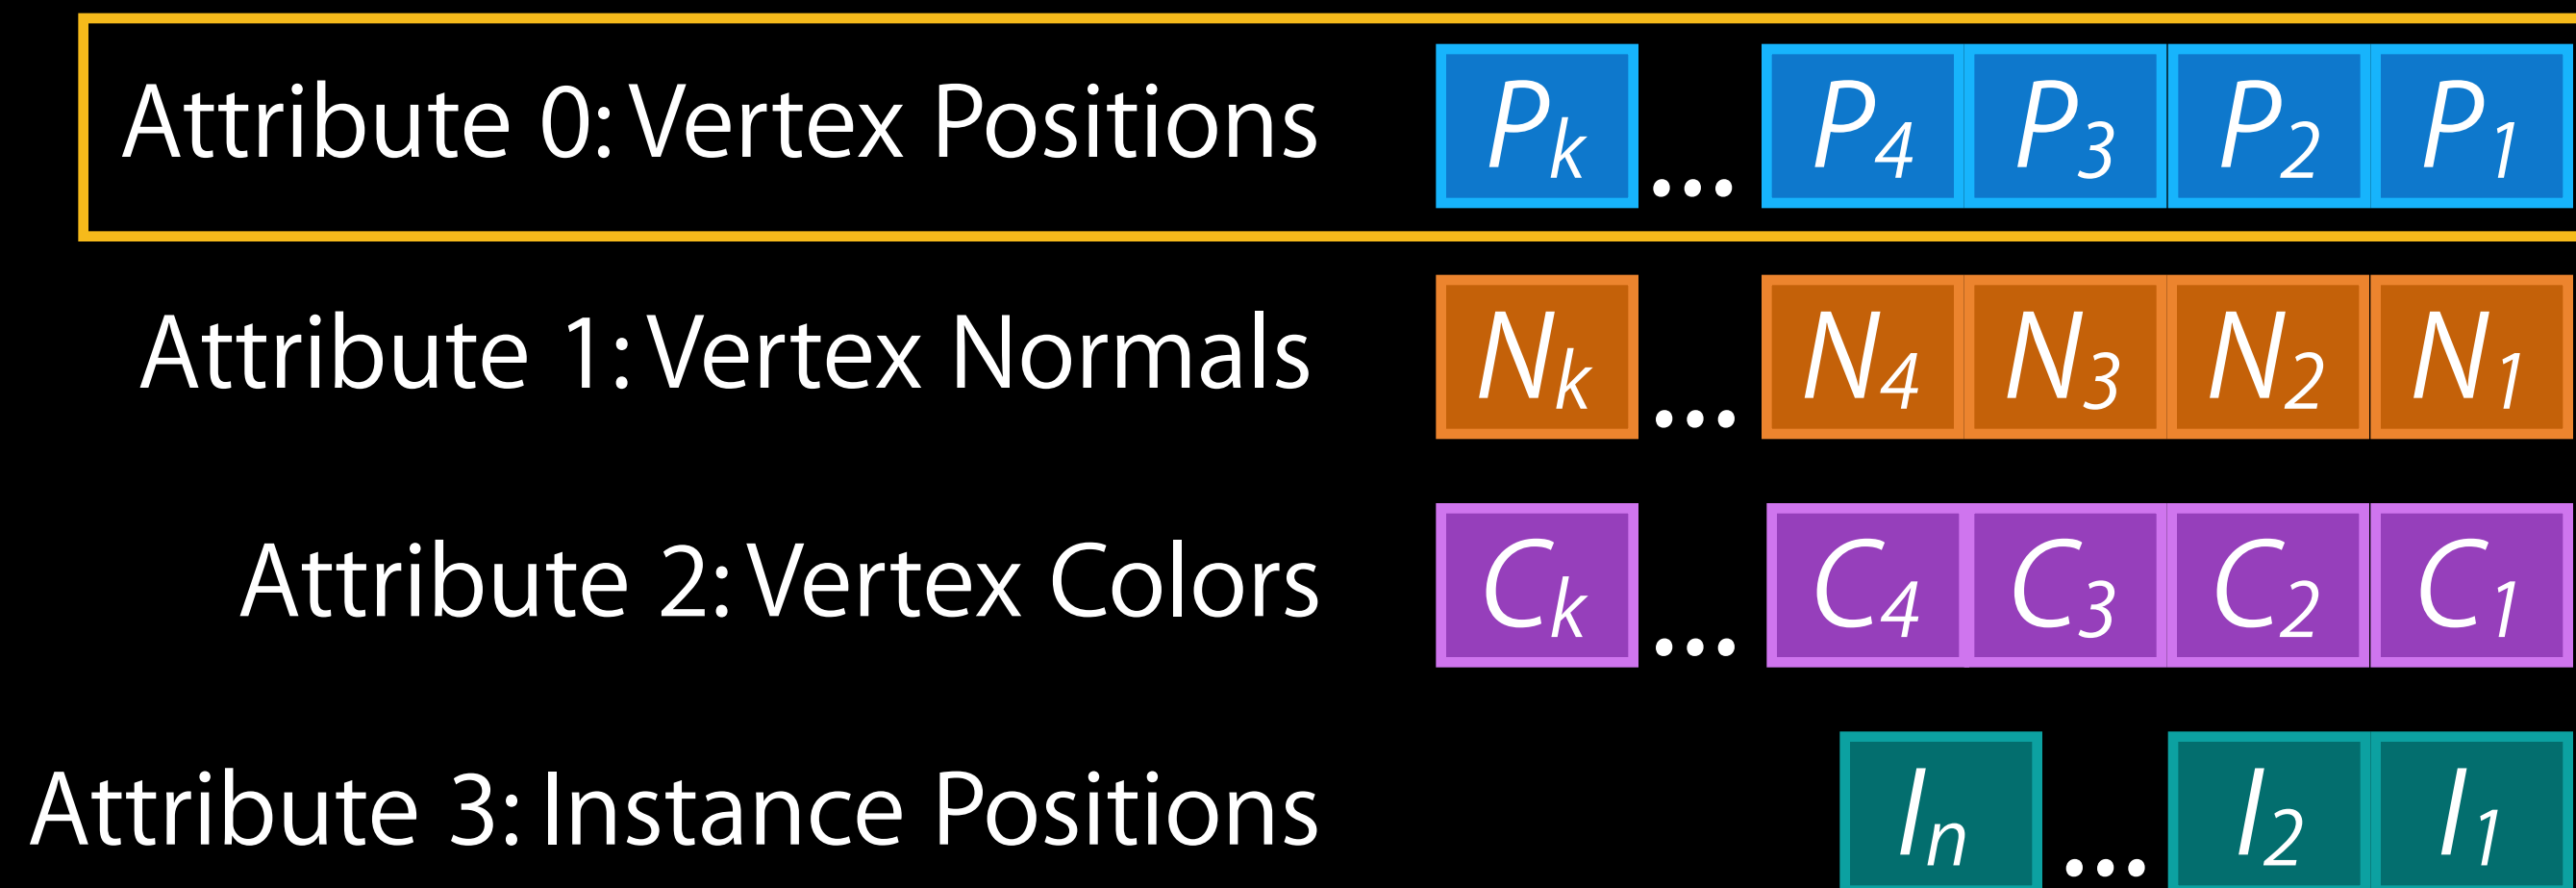 Attribute 0: Vertex Positions Pk ... P4 P3 P2 P1
Attribute 1: Vertex Normals Nk ... N4 N3 N2 N1
Attribute 2: Vertex Colors Ck ... C4 C3 C2 C1
Attribute 3: Instance Positions In ... I2 I1